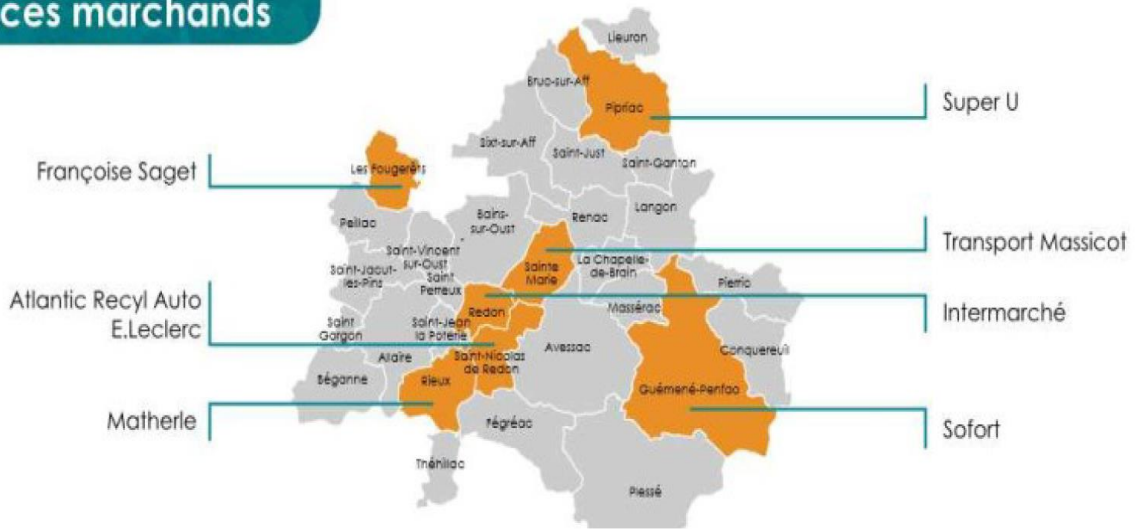 ces marchands
Lieuron
Bruc-sur-Aff
Pipriac
Super U
Sixt-sur-Aff
Saint-Just
Saint-Ganton
Françoise Saget
Les Fougerêts
Langon
Peillac
Bains-
sur-Oust
Renac
Transport Massicot
Saint-Vincent
sur-Oust
La Chapelle-
de-Brain
Saint-Jacut-
les-Pins
Saint
Perreux
Sainte
Marie
Pierric
Atlantic Recyl Auto
E.Leclerc
Redon
Massérac
Intermarché
Saint
Gorgon
Saint-Jean
la Poterie
Avessac
Conquereuil
Allaire
Saint-Nicolas
de Redon
Béganne
Rieux
Guémené-Penfao
Matherle
Fégréac
Sofort
Théhillac
Plessé